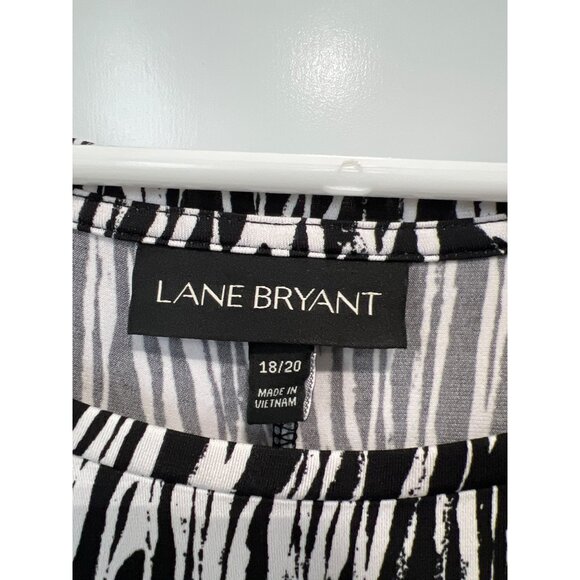 LANE BRYANT
18/20
MADE IN
VIETNAM